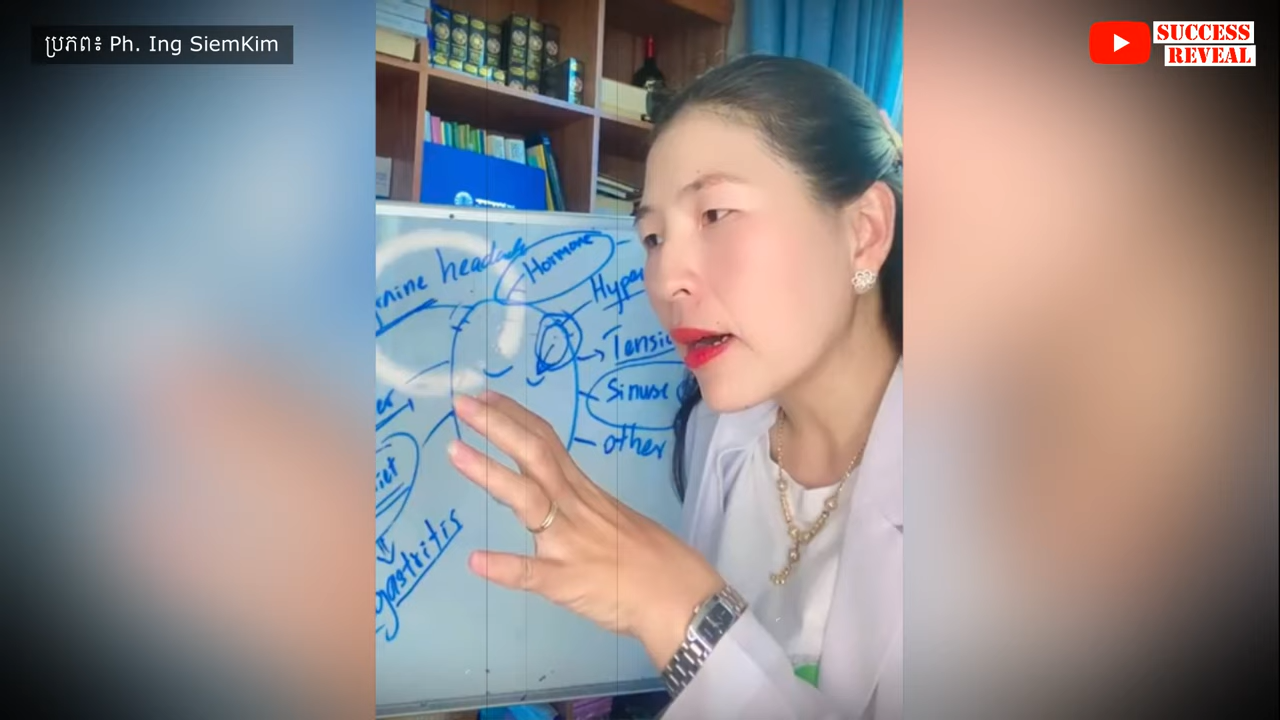 ប្រភព៖ Ph. Ing SiemKim
SUCCESS
REVEAL
headache
Hormone
Hyper
Tensio
Sinuse
other
gastritis